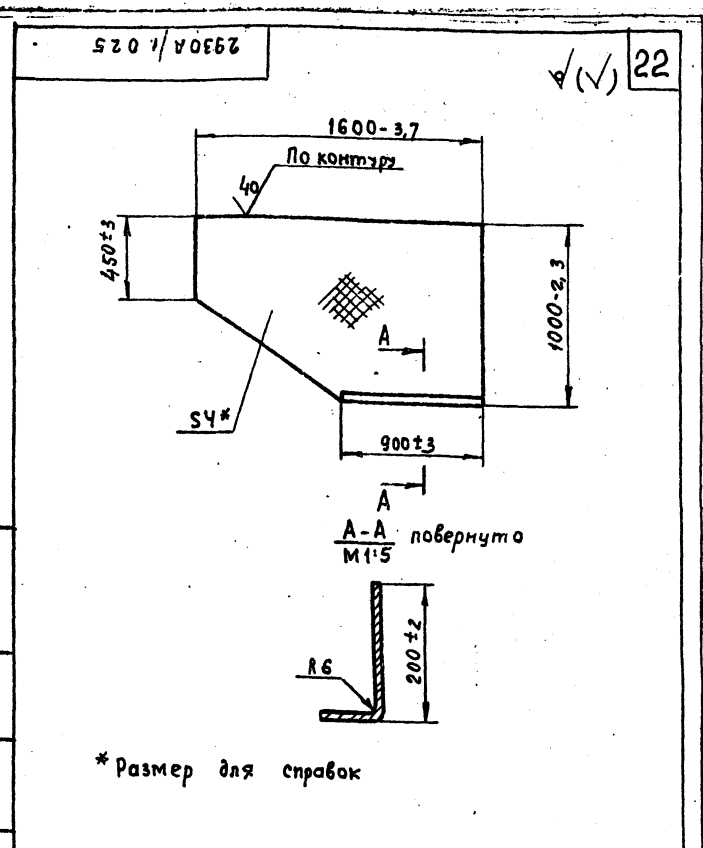 2930А/1.025
22
(√)
1600-3,7
По контуру
40
450±3
1000-2,3
А
S4*
900±3
А
А-А повернуто
М1:5
200±2
R6
*Размер для справок